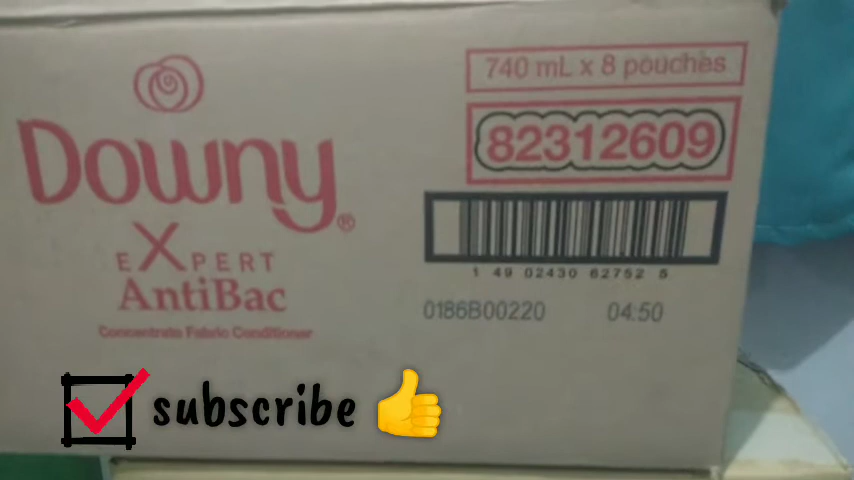 740 mL x 8 pouches
Downy®
82312609
EXPERT
AntiBac
1 49 02430 62752 5
0186B00220 04:50
Concentrate Fabric Conditioner
subscribe